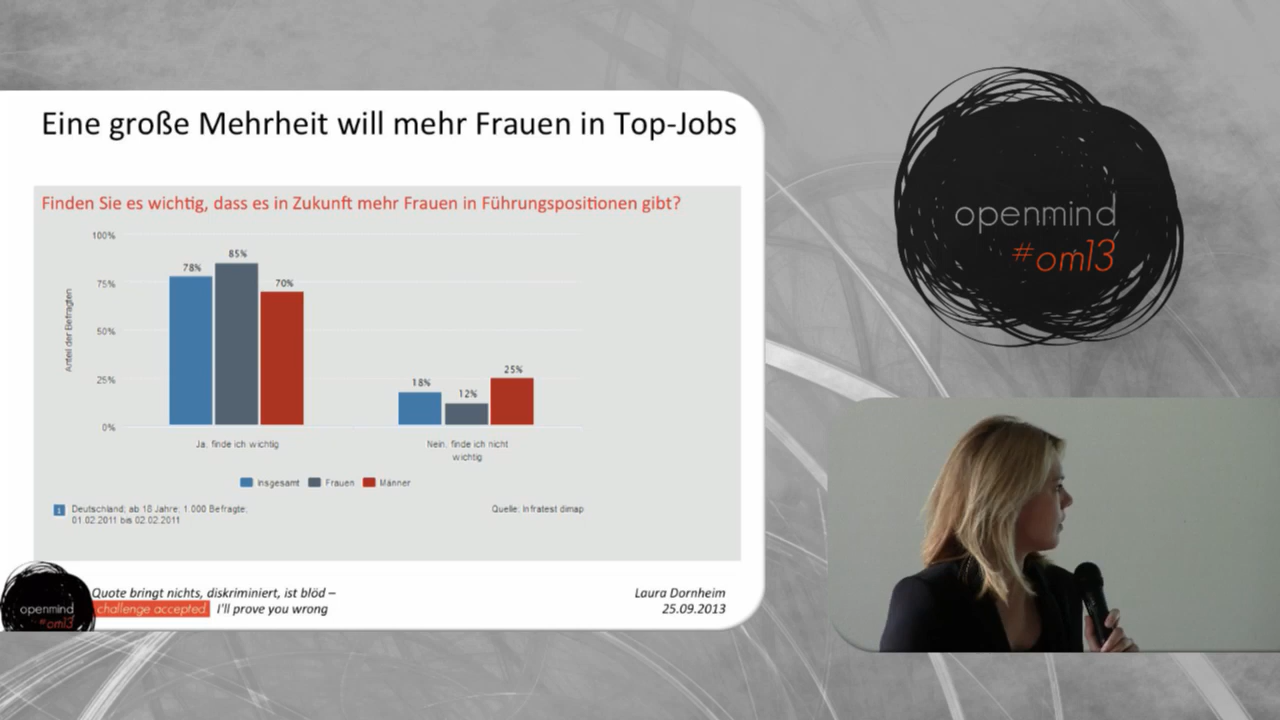 Eine große Mehrheit will mehr Frauen in Top-Jobs
Finden Sie es wichtig, dass es in Zukunft mehr Frauen in Führungspositionen gibt?
100%
75%
50%
25%
0%
Anteil der Befragten
78%
85%
70%
18%
12%
25%
Ja, finde ich wichtig
Nein, finde ich nicht
wichtig
Insgesamt
Frauen
Männer
1
Deutschland; ab 18 Jahre; 1.000 Befragte;
01.02.2011 bis 02.02.2011
Quelle: Infratest dimap
openmind
#om13
Quote bringt nichts, diskriminiert, ist blöd –
challenge accepted. I'll prove you wrong
Laura Dornheim
25.09.2013
openmind
#om13